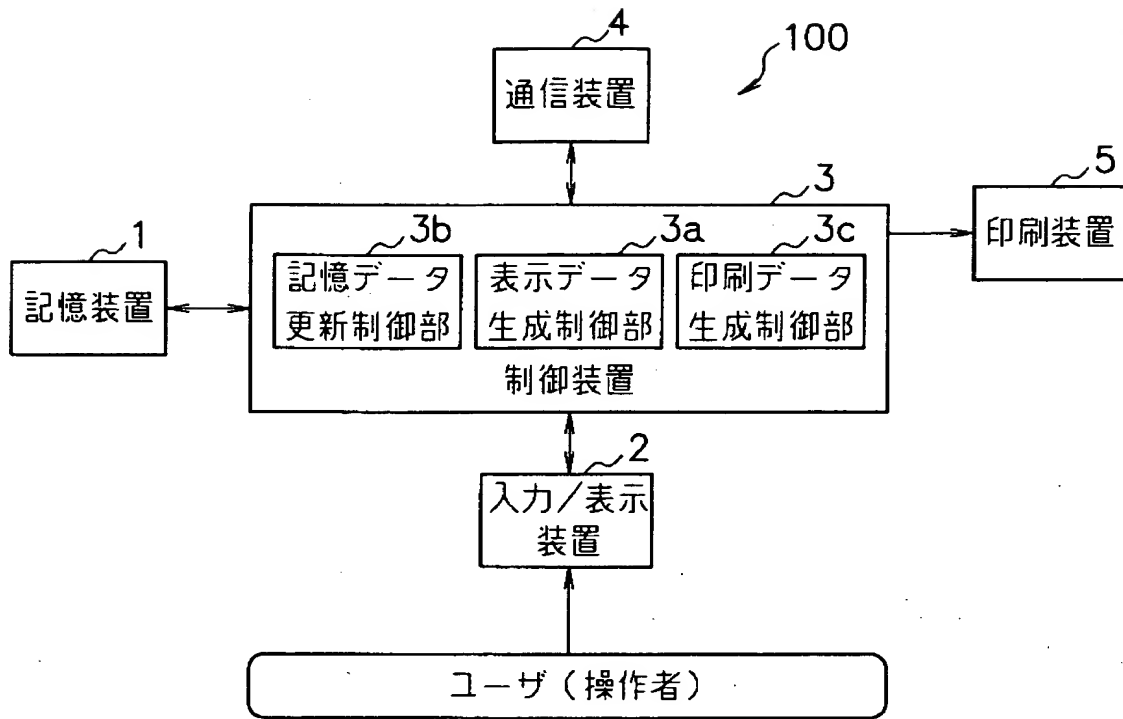 4
100
通信装置
3
5
印刷装置
1
記憶装置
3b
3a
3c
記憶データ
更新制御部
表示データ
生成制御部
印刷データ
生成制御部
制御装置
2
入力/表示
装置
ユーザ(操作者)